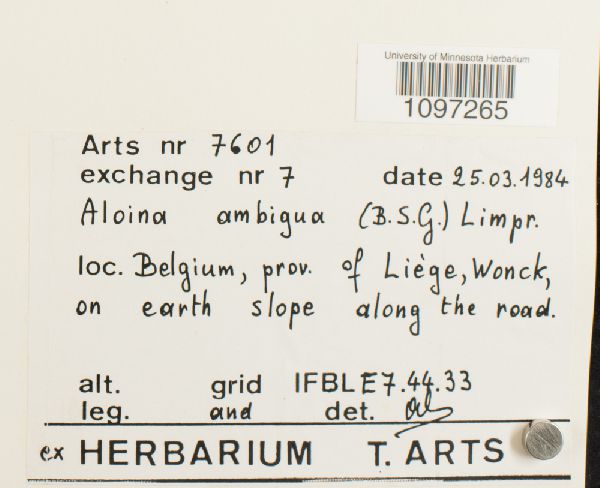 University of Minnesota Herbarium
1097265
Arts nr 7601
exchange nr 7 date 25.03.1984
Aloina ambigua (B.S.G.) Limpr.
loc. Belgium, prov. of Liège, Wonck,
on earth slope along the road.
alt. grid IFBL E7.44.33
leg. and det.
ex HERBARIUM T. ARTS